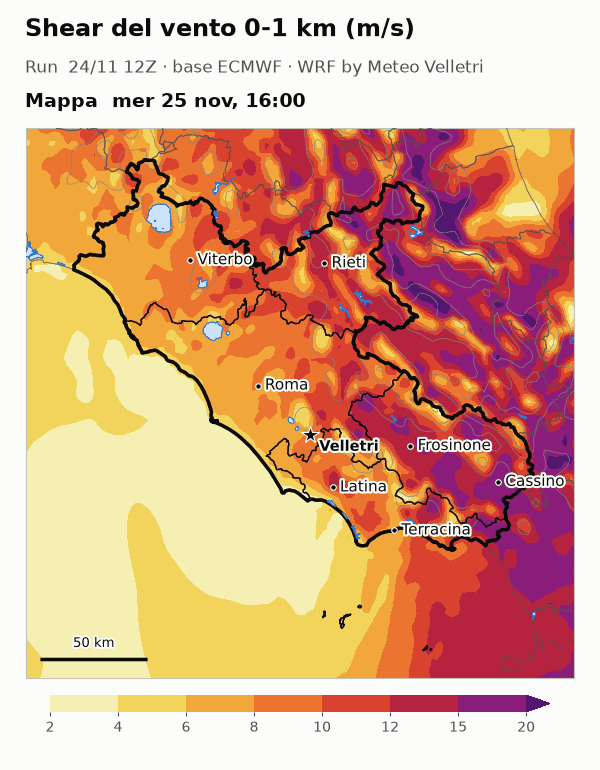 Shear del vento 0-1 km (m/s)
Run  24/11 12Z · base ECMWF · WRF by Meteo Velletri
Mappa  mer 25 nov, 16:00
Viterbo
Rieti
Roma
Velletri
Frosinone
Cassino
Latina
Terracina
50 km
2 4 6 8 10 12 15 20